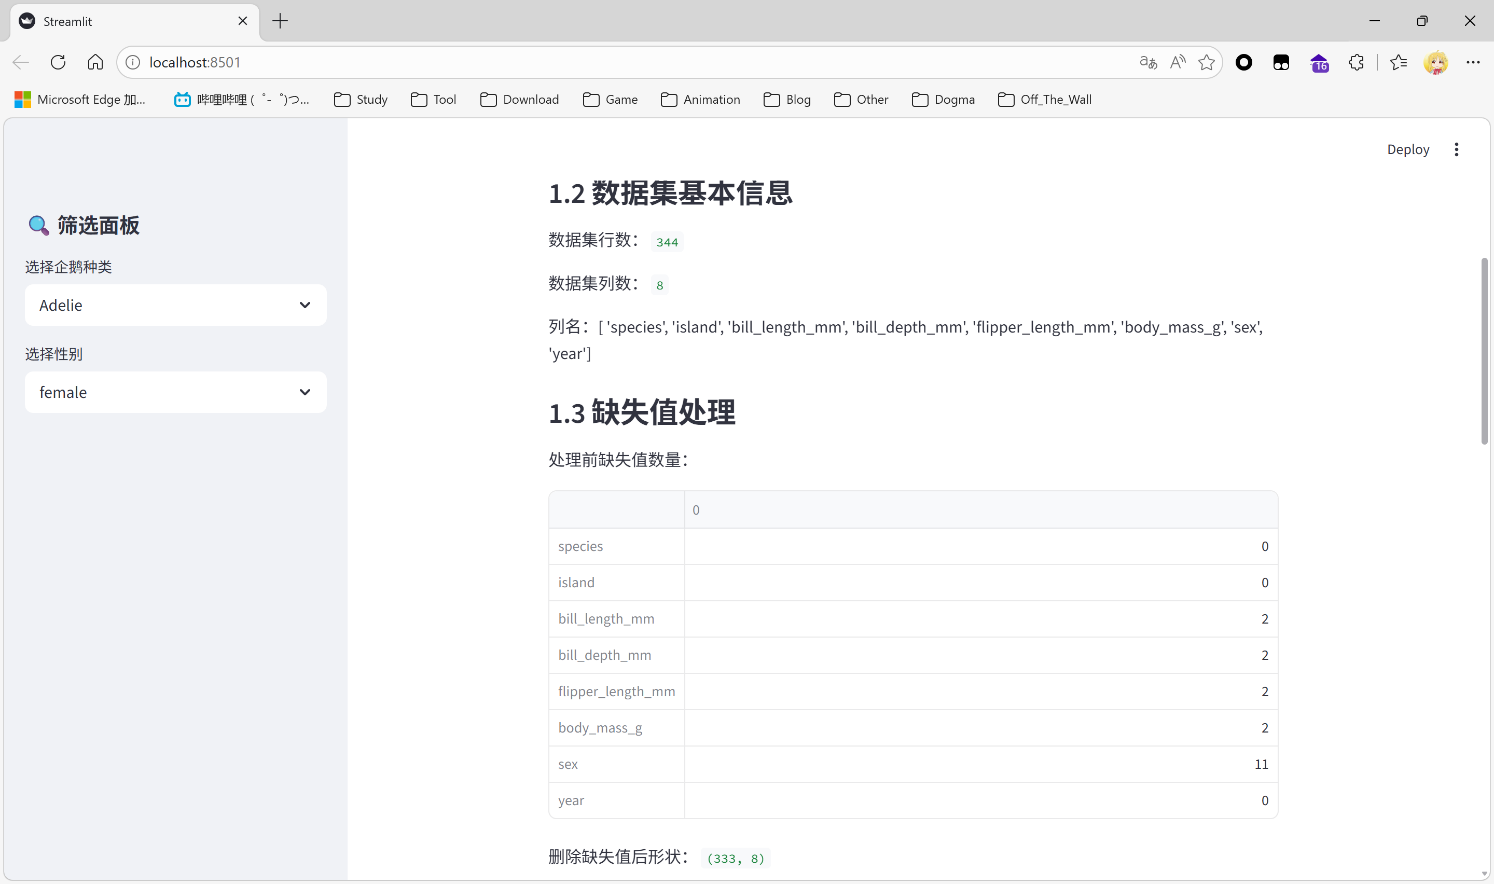 Streamlit
localhost:8501
16
Microsoft Edge 加... 哔哩哔哩 (゜-゜)つ... Study Tool Download Game Animation Blog Other Dogma Off_The_Wall
Deploy
🔍 筛选面板
选择企鹅种类
Adelie
选择性别
female
1.2 数据集基本信息
数据集行数： 344
数据集列数： 8
列名：[ 'species', 'island', 'bill_length_mm', 'bill_depth_mm', 'flipper_length_mm', 'body_mass_g', 'sex',
'year']
1.3 缺失值处理
处理前缺失值数量：
0
species 0
island 0
bill_length_mm 2
bill_depth_mm 2
flipper_length_mm 2
body_mass_g 2
sex 11
year 0
删除缺失值后形状： (333, 8)